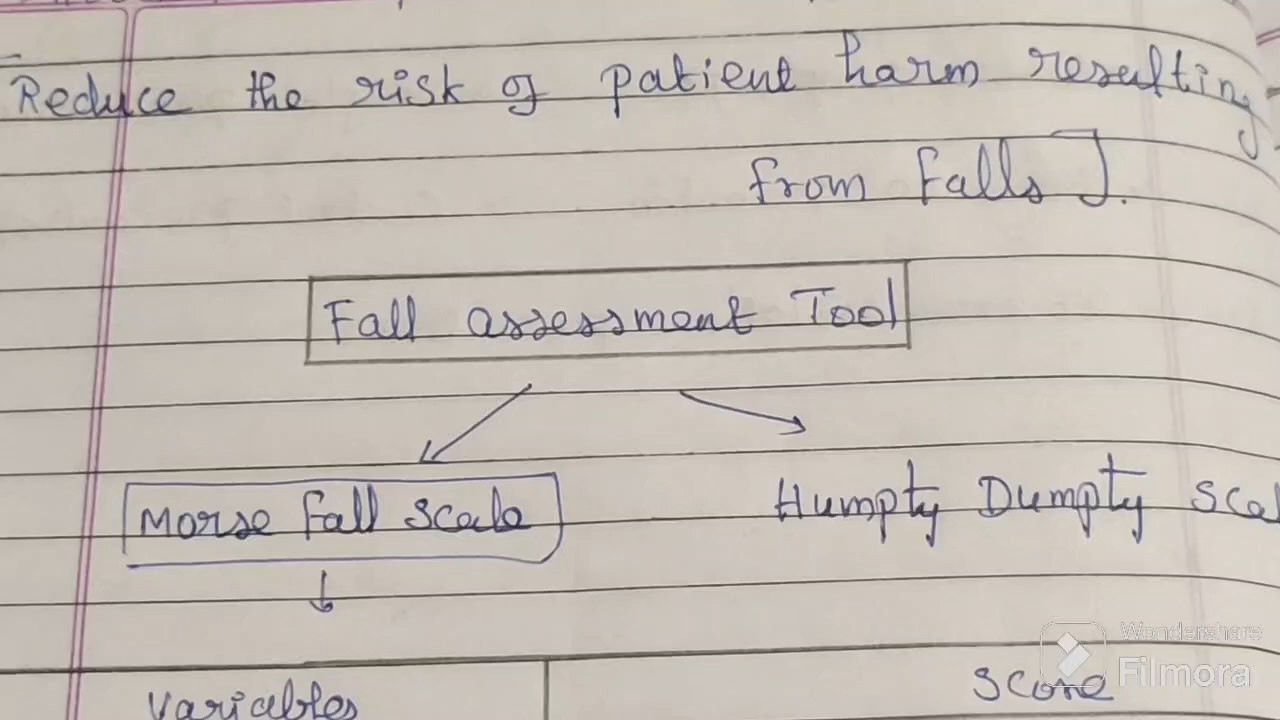 Reduce the risk of patient harm resulting
from Falls].
Fall assessment Tool
Morse Fall Scale
Humpty Dumpty Scal
Variables
Score
Wondershare
Filmora